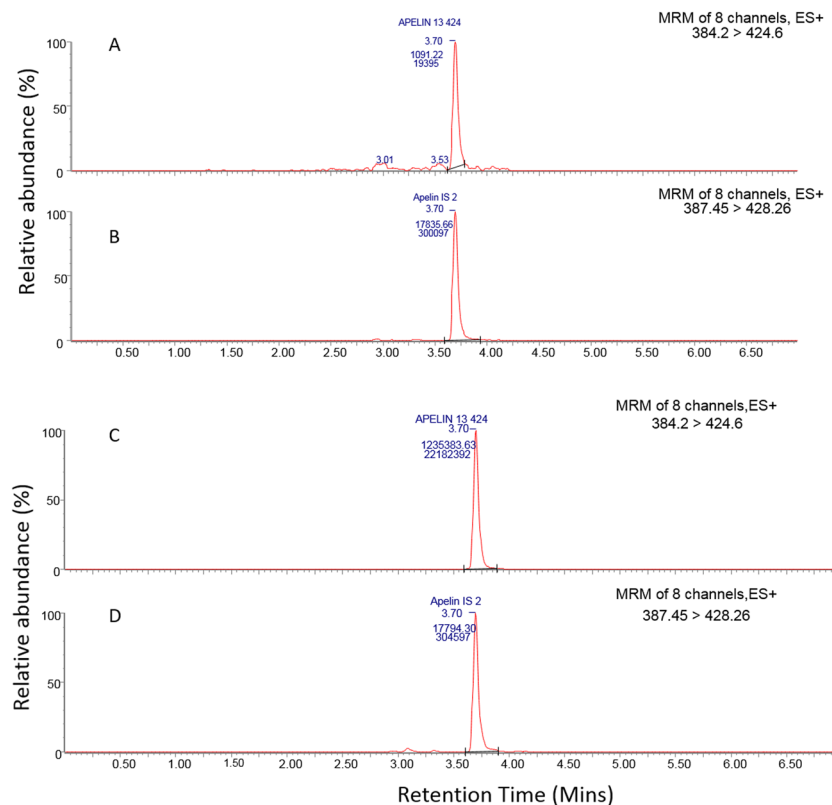 APELIN 13 424
MRM of 8 channels, ES+
384.2 > 424.6
A
3.70
1091.22
19395
3.01
3.53
100
50
0
Apelin IS 2
MRM of 8 channels, ES+
387.45 > 428.26
B
3.70
17835.66
300097
100
50
0
Relative abundance (%)
0.50 1.00 1.50 2.00 2.50 3.00 3.50 4.00 4.50 5.00 5.50 6.00 6.50
APELIN 13 424
MRM of 8 channels,ES+
384.2 > 424.6
C
3.70
1235383.63
22182392
100
50
0
Apelin IS 2
MRM of 8 channels,ES+
387.45 > 428.26
D
3.70
17794.30
304597
100
50
0
Relative abundance (%)
0.50 1.00 1.50 2.00 2.50 3.00 3.50 4.00 4.50 5.00 5.50 6.00 6.50
Retention Time (Mins)